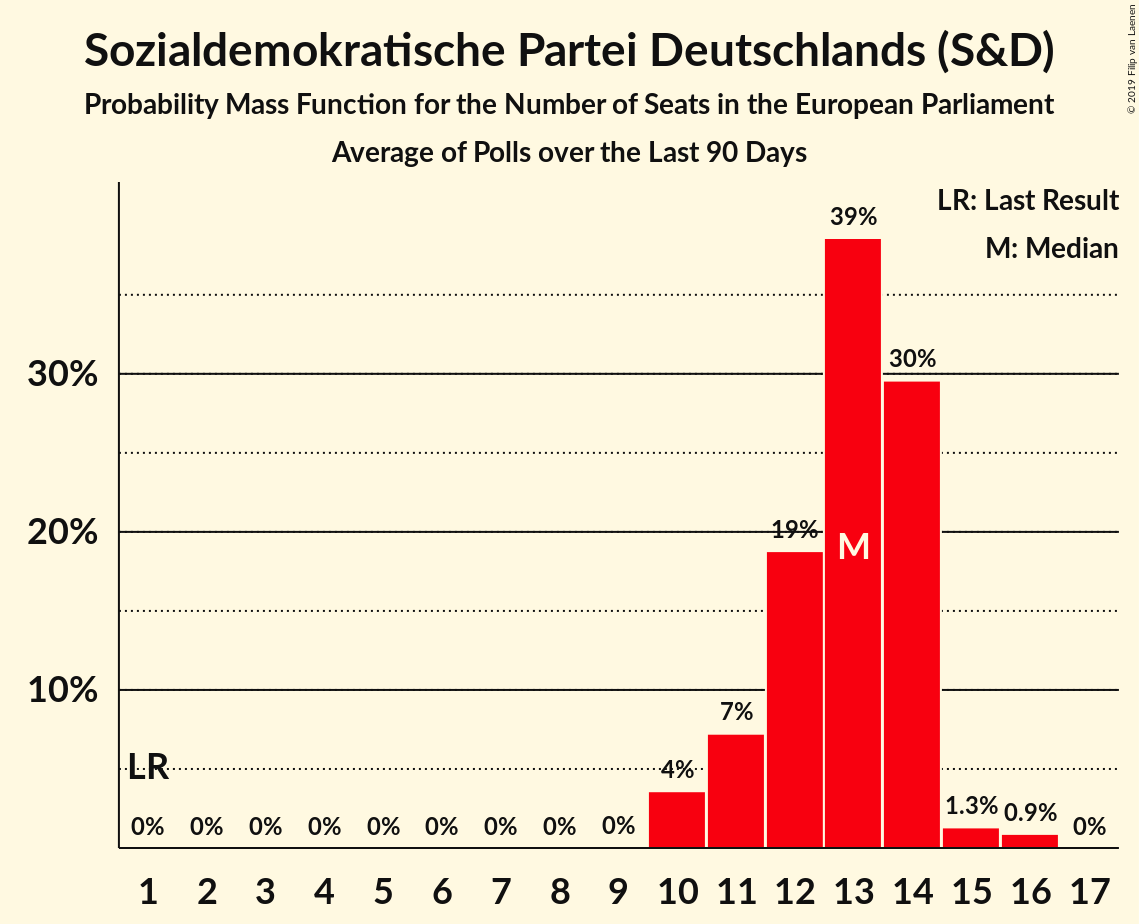 Sozialdemokratische Partei Deutschlands (S&D)
Probability Mass Function for the Number of Seats in the European Parliament
Average of Polls over the Last 90 Days
© 2019 Filip van Laenen
LR: Last Result
M: Median
39%
30%
30%
20%
19%
M
10%
7%
LR
4%
0% 0% 0% 0% 0% 0% 0% 0% 0% 1.3% 0.9% 0%
1 2 3 4 5 6 7 8 9 10 11 12 13 14 15 16 17